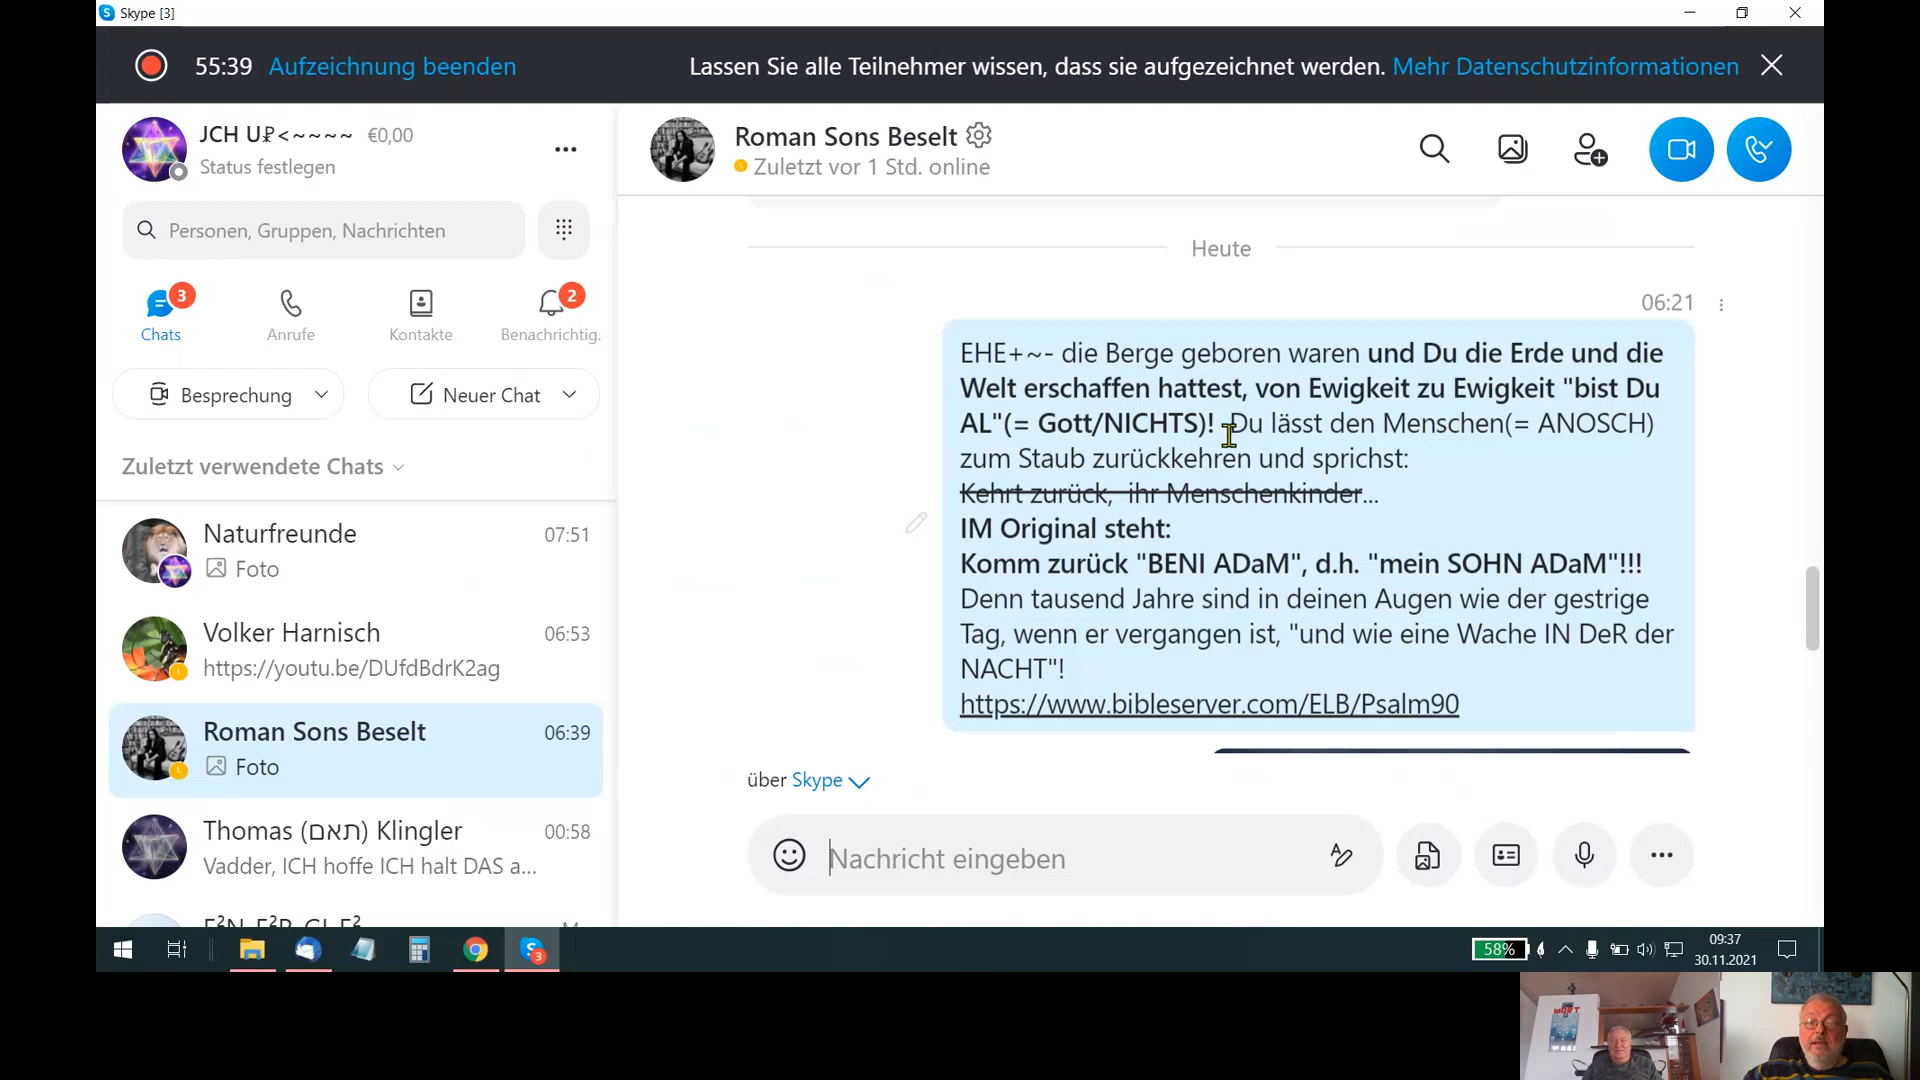 Skype [3]
55:39 Aufzeichnung beenden
Lassen Sie alle Teilnehmer wissen, dass sie aufgezeichnet werden. Mehr Datenschutzinformationen
€0,00
Status festlegen
Personen, Gruppen, Nachrichten
3
Chats
Anrufe
Kontakte
2
Benachrichtig.
Besprechung
Neuer Chat
Zuletzt verwendete Chats
Naturfreunde 07:51
Foto
Volker Harnisch 06:53
https://youtu.be/DUfdBdrK2ag
Roman Sons Beselt 06:39
Foto
Thomas (תאם) Klingler 00:58
Vadder, ICH hoffe ICH halt DAS a...
Roman Sons Beselt
Zuletzt vor 1 Std. online
Heute
06:21
EHE+~- die Berge geboren waren und Du die Erde und die
Welt erschaffen hattest, von Ewigkeit zu Ewigkeit "bist Du
AL"(= Gott/NICHTS)! Du lässt den Menschen(= ANOSCH)
zum Staub zurückkehren und sprichst:
Kehrt zurück, ihr Menschenkinder...
IM Original steht:
Komm zurück "BENI ADaM", d.h. "mein SOHN ADaM"!!!
Denn tausend Jahre sind in deinen Augen wie der gestrige
Tag, wenn er vergangen ist, "und wie eine Wache IN DeR der
NACHT"!
https://www.bibleserver.com/ELB/Psalm90
über Skype
Nachricht eingeben
3
58%
09:37
30.11.2021
WORT